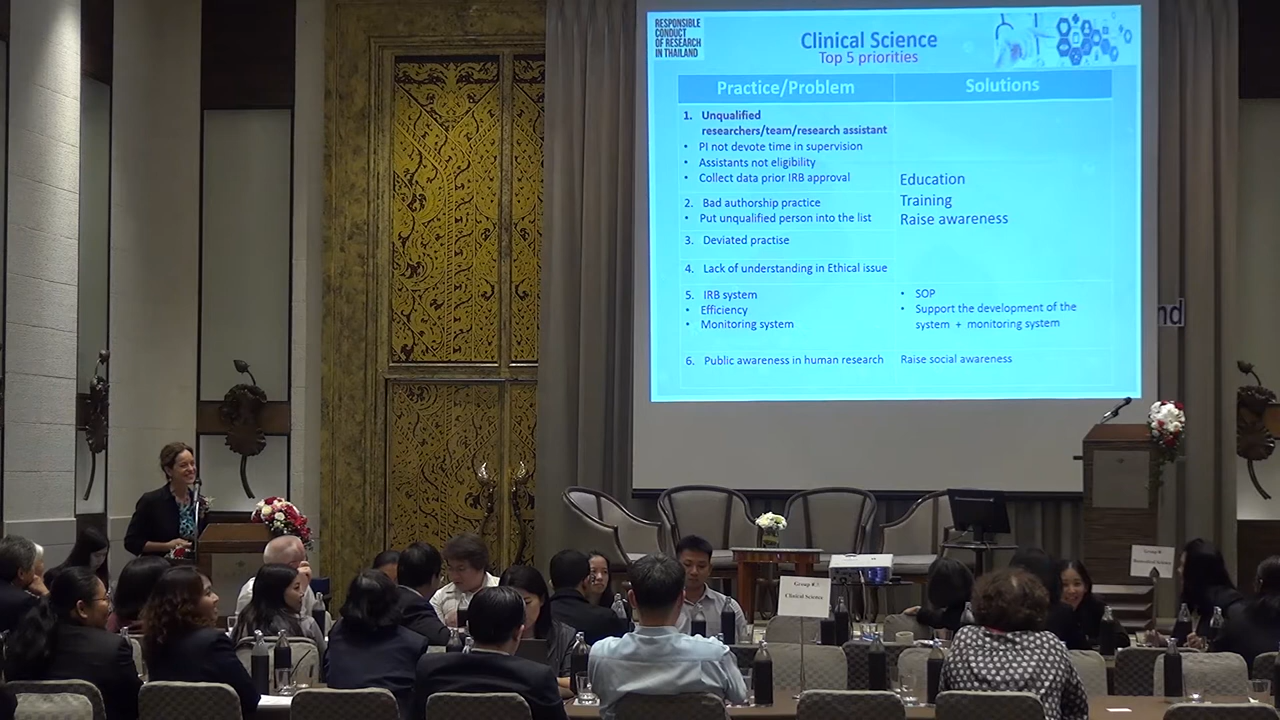 RESPONSIBLE
CONDUCT
OF RESEARCH
IN THAILAND
Clinical Science
Top 5 priorities
Practice/Problem
Solutions
1. Unqualified
researchers/team/research assistant
• PI not devote time in supervision
• Assistants not eligibility
• Collect data prior IRB approval
2. Bad authorship practice
• Put unqualified person into the list
3. Deviated practise
4. Lack of understanding in Ethical issue
Education
Training
Raise awareness
5. IRB system
• Efficiency
• Monitoring system
• SOP
• Support the development of the
system + monitoring system
6. Public awareness in human research
Raise social awareness
nd
Clinical Science